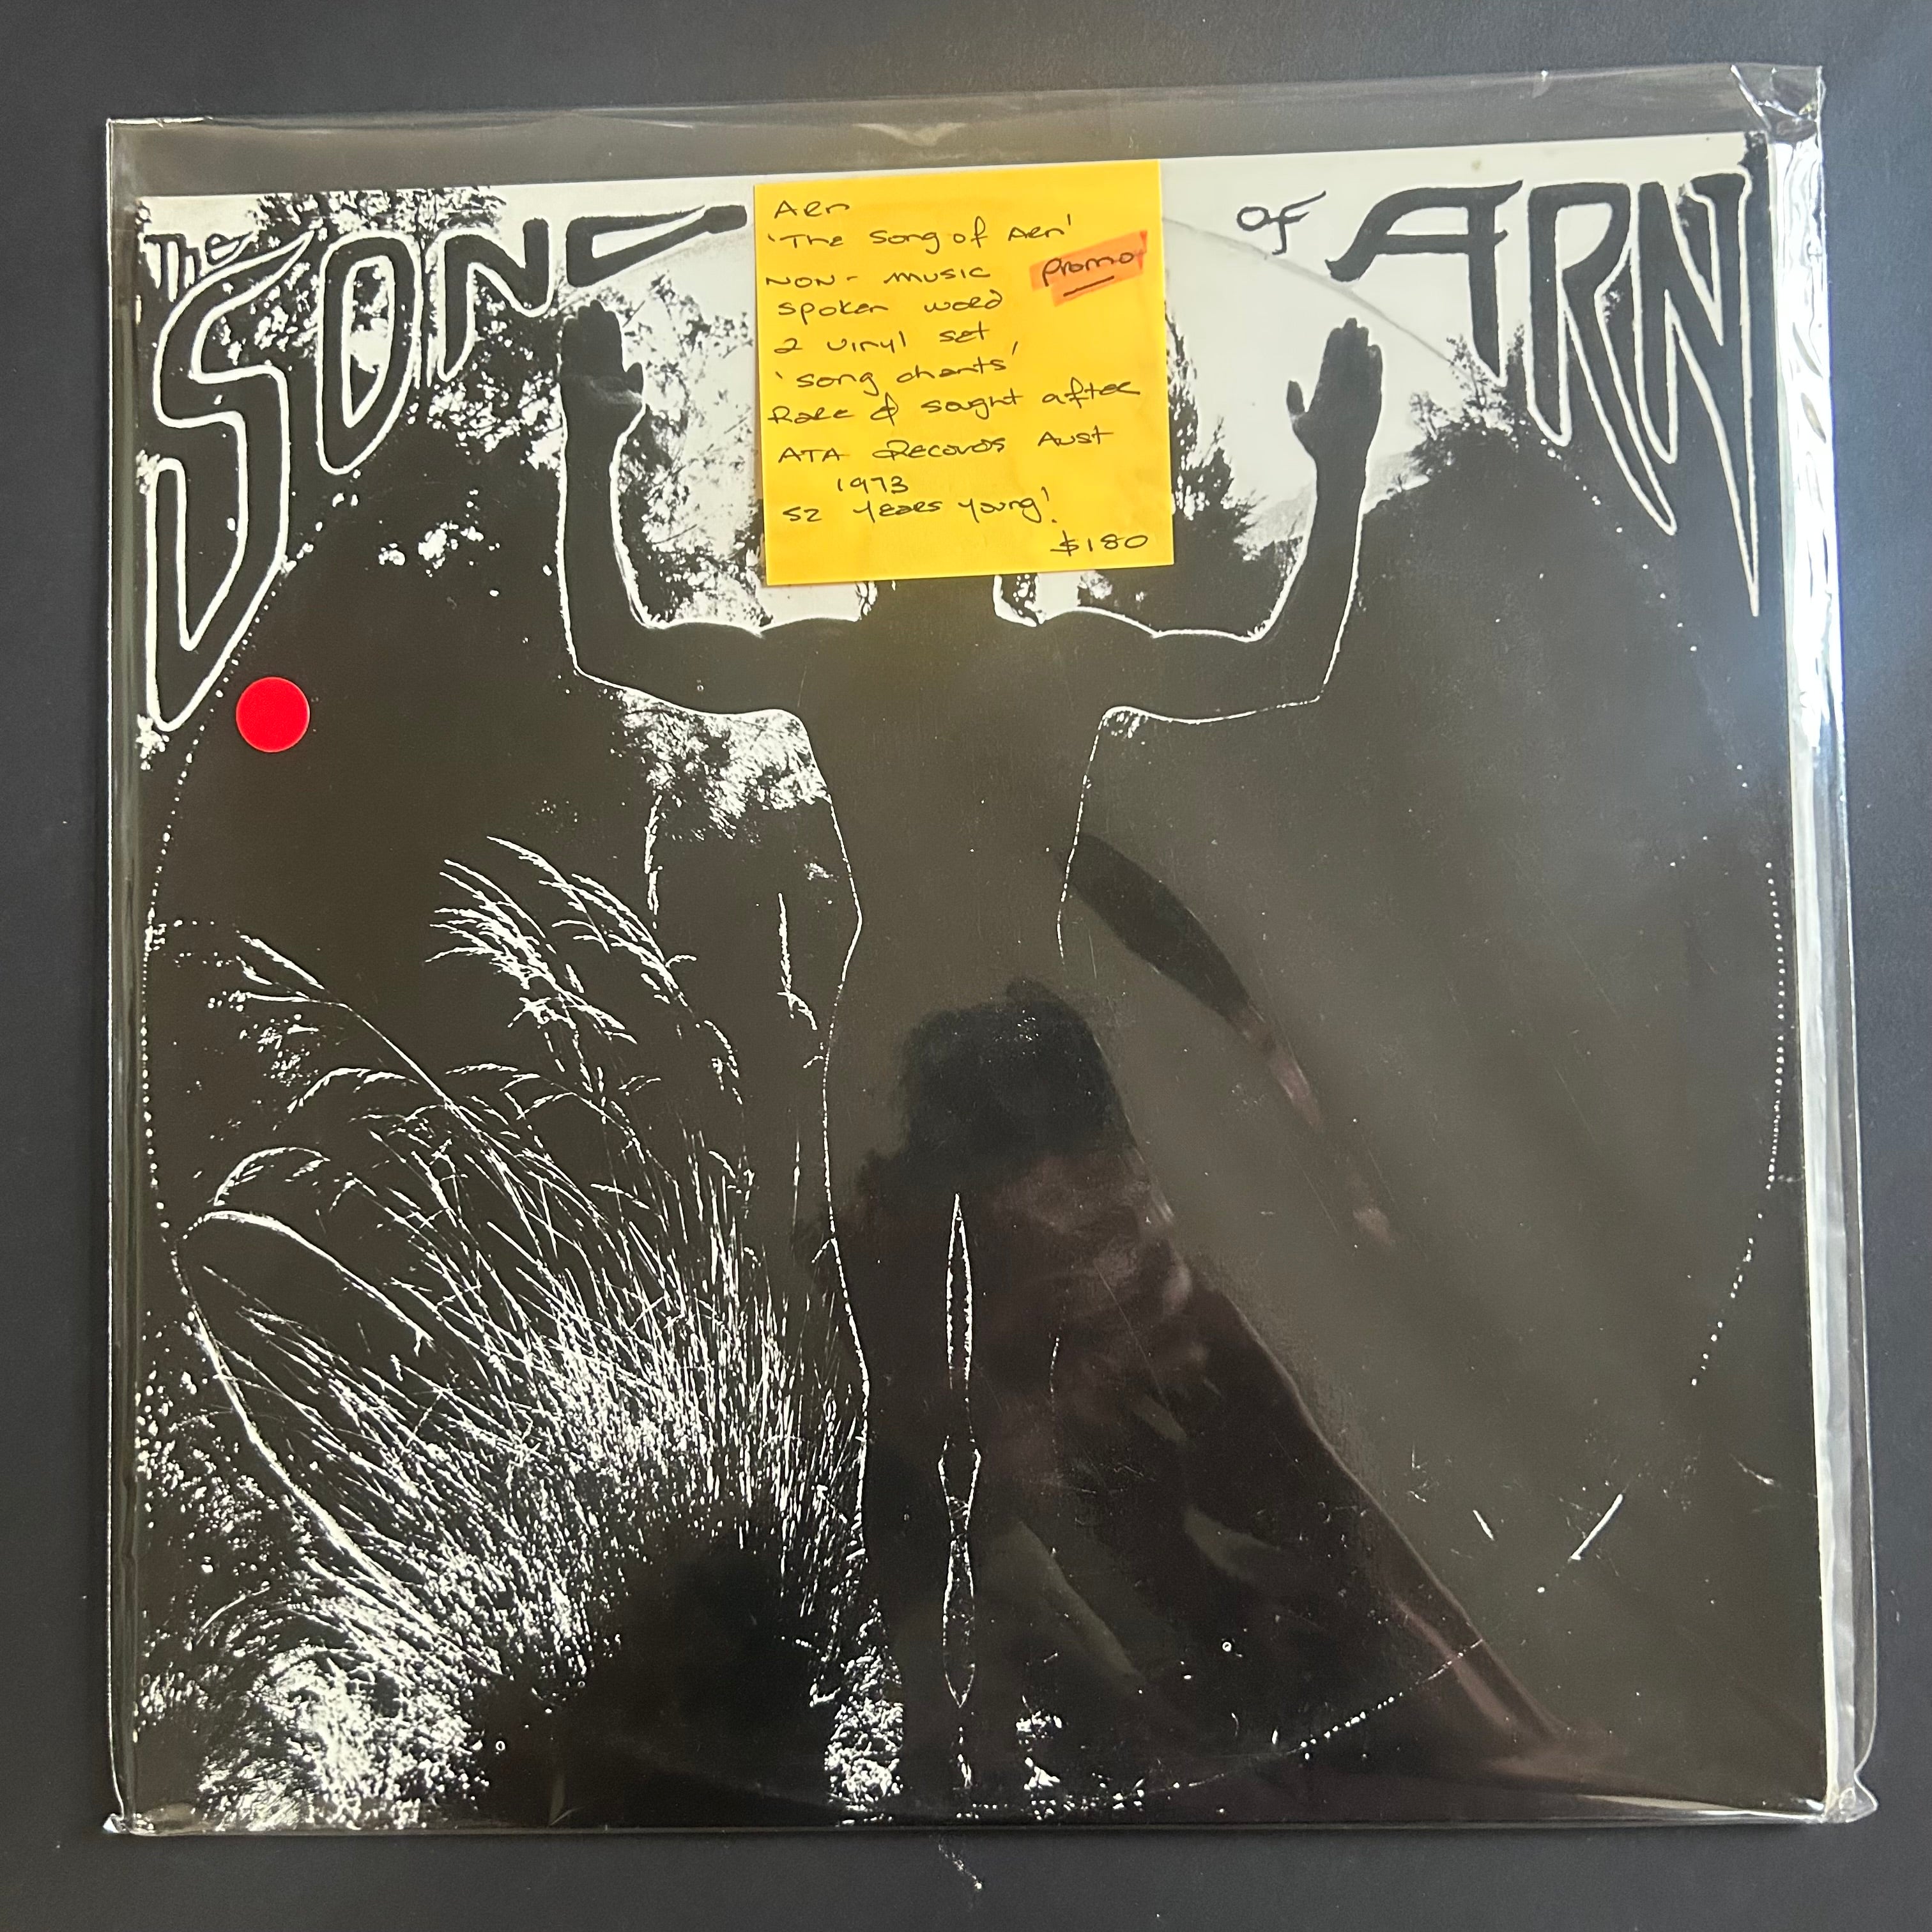 The
SONG
of ARN
Arn
'The Song of Arn'
NON- MUSIC
Promo
Spoken word
2 vinyl set
'song chants'
Rare & sought after
ATA Records Aust
1973
52 years young!
$180